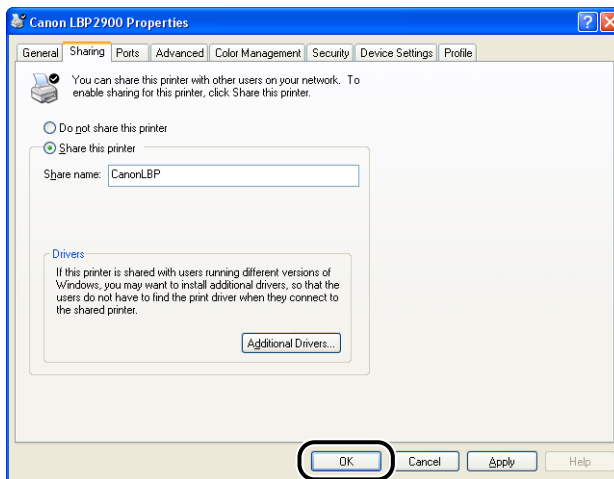 Canon LBP2900 Properties
General Sharing Ports Advanced Color Management Security Device Settings Profile
You can share this printer with other users on your network. To
enable sharing for this printer, click Share this printer.
Do not share this printer
Share this printer
Share name: CanonLBP
Drivers
If this printer is shared with users running different versions of
Windows, you may want to install additional drivers, so that the
users do not have to find the print driver when they connect to
the shared printer.
Additional Drivers...
OK Cancel Apply Help